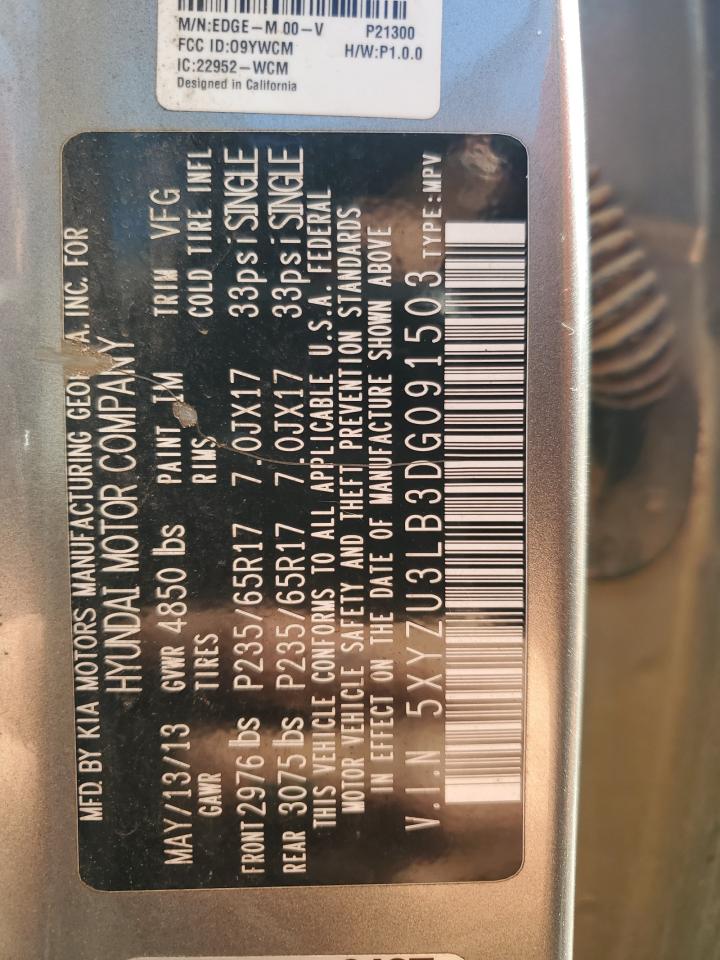 M/N:EDGE-M 00-V P21300
FCC ID:O9YWCM H/W:P1.0.0
IC:22952-WCM
Designed in California
MFD. BY KIA MOTORS MANUFACTURING INC. FOR
HYUNDAI MOTOR COMPANY
MAY/13/13 GVWR 4850 lbs PAINT IM TRIM VFG
GAWR TIRES RIMS COLD TIRE INFL
FRONT 2976 lbs P235/65R17 7.0JX17 33psi SINGLE
REAR 3075 lbs P235/65R17 7.0JX17 33psi SINGLE
THIS VEHICLE CONFORMS TO ALL APPLICABLE U.S.A. FEDERAL
MOTOR VEHICLE SAFETY AND THEFT PREVENTION STANDARDS
IN EFFECT ON THE DATE OF MANUFACTURE SHOWN ABOVE
V.I.N 5XYZU3LB3DG091503 TYPE:MPV